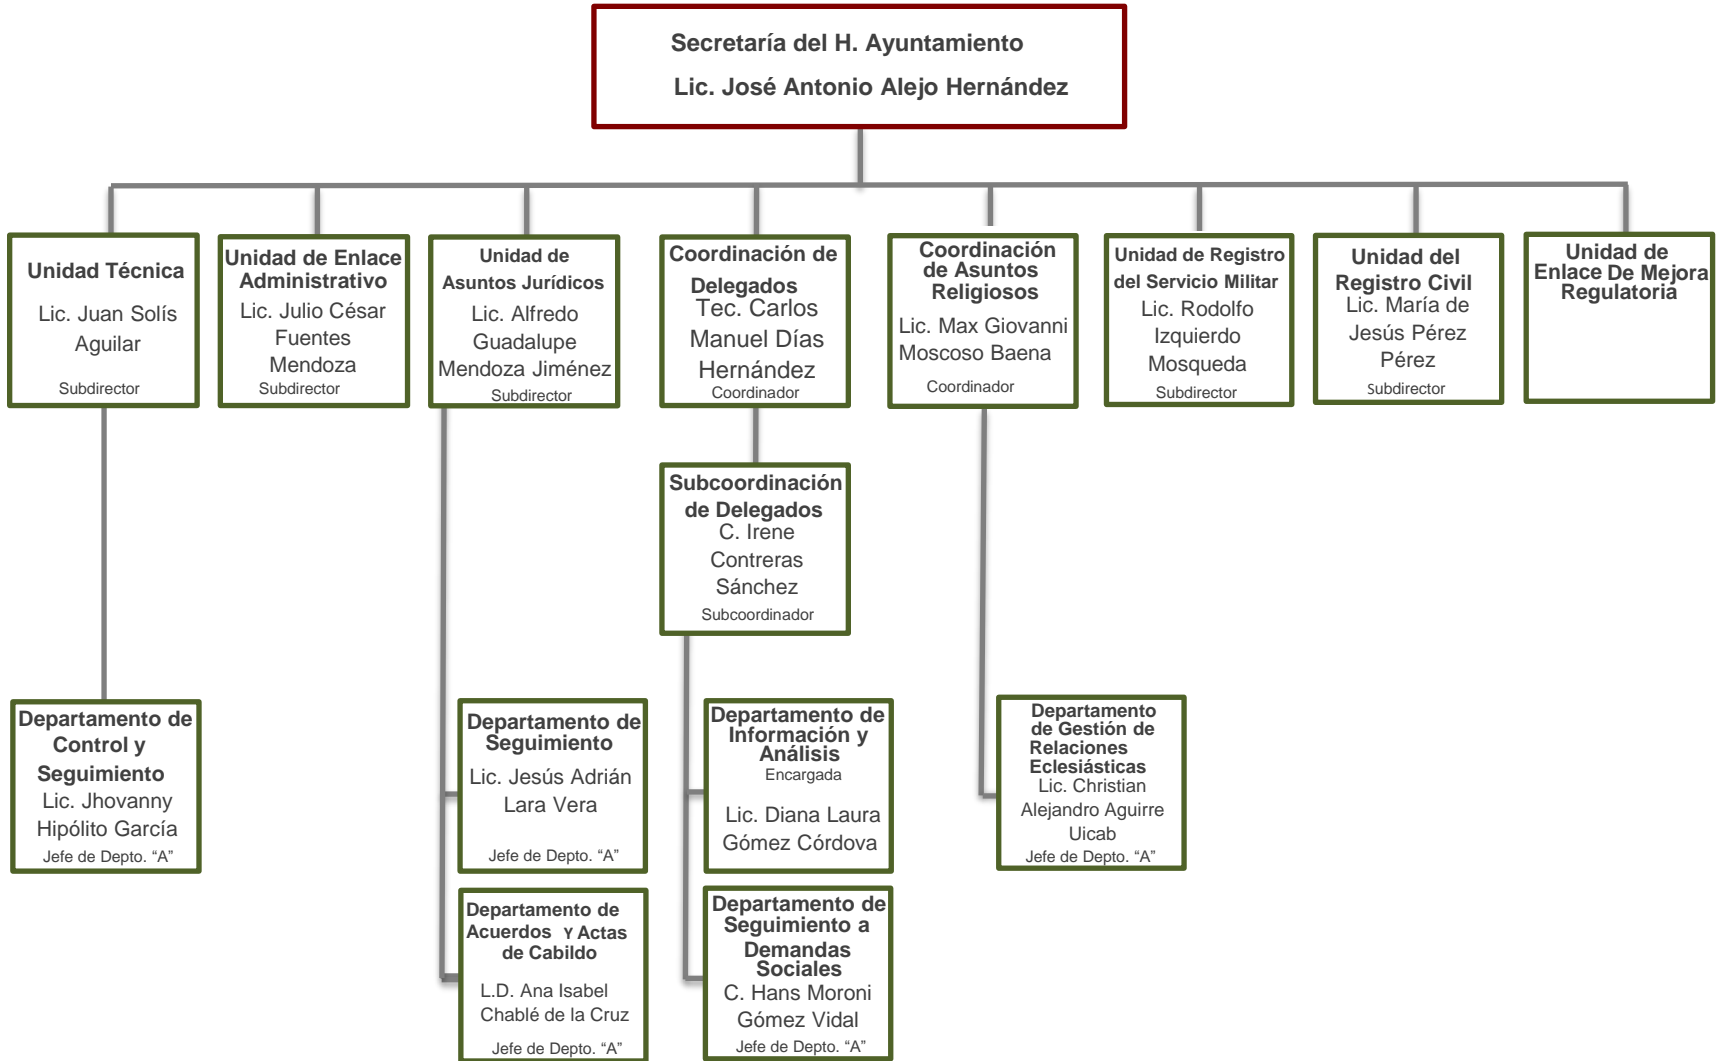 Secretaría del H. Ayuntamiento
Lic. José Antonio Alejo Hernández
Unidad Técnica
Lic. Juan Solís
Aguilar
Subdirector
Unidad de Enlace
Administrativo
Lic. Julio César
Fuentes
Mendoza
Subdirector
Unidad de
Asuntos Jurídicos
Lic. Alfredo
Guadalupe
Mendoza Jiménez
Subdirector
Coordinación de
Delegados
Tec. Carlos
Manuel Días
Hernández
Coordinador
Coordinación
de Asuntos
Religiosos
Lic. Max Giovanni
Moscoso Baena
Coordinador
Unidad de Registro
del Servicio Militar
Lic. Rodolfo
Izquierdo
Mosqueda
Subdirector
Unidad del
Registro Civil
Lic. María de
Jesús Pérez
Pérez
Subdirector
Unidad de
Enlace De Mejora
Regulatoria
Subcoordinación
de Delegados
C. Irene
Contreras
Sánchez
Subcoordinador
Departamento de
Control y
Seguimiento
Lic. Jhovanny
Hipólito García
Jefe de Depto. “A”
Departamento de
Seguimiento
Lic. Jesús Adrián
Lara Vera
Jefe de Depto. “A”
Departamento de
Información y
Análisis
Encargada
Lic. Diana Laura
Gómez Córdova
Departamento
de Gestión de
Relaciones
Eclesiásticas
Lic. Christian
Alejandro Aguirre
Uicab
Jefe de Depto. “A”
Departamento de
Acuerdos Y Actas
de Cabildo
L.D. Ana Isabel
Chablé de la Cruz
Jefe de Depto. “A”
Departamento de
Seguimiento a
Demandas
Sociales
C. Hans Moroni
Gómez Vidal
Jefe de Depto. “A”